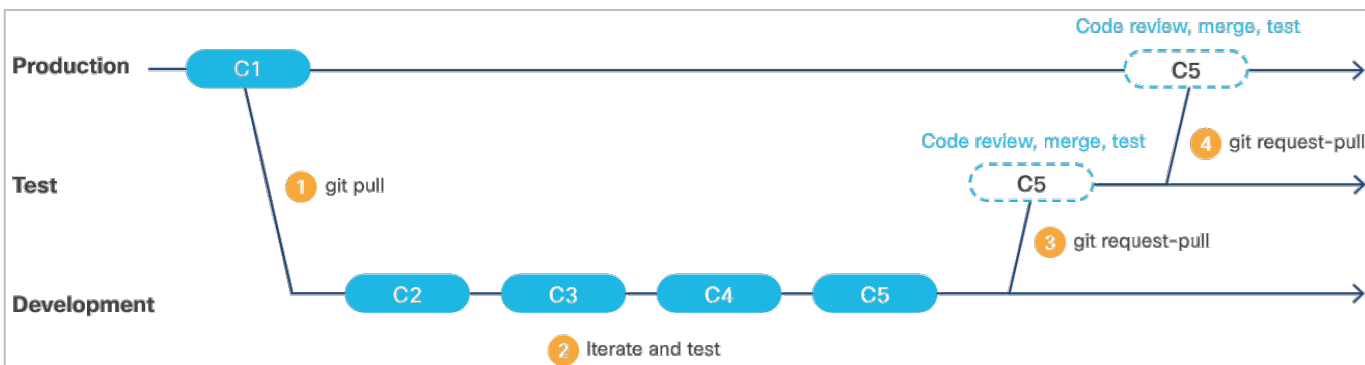 Code review, merge, test
Production
C1
C5
Code review, merge, test
4 git request-pull
Test
1 git pull
C5
3 git request-pull
Development
C2
C3
C4
C5
2 Iterate and test